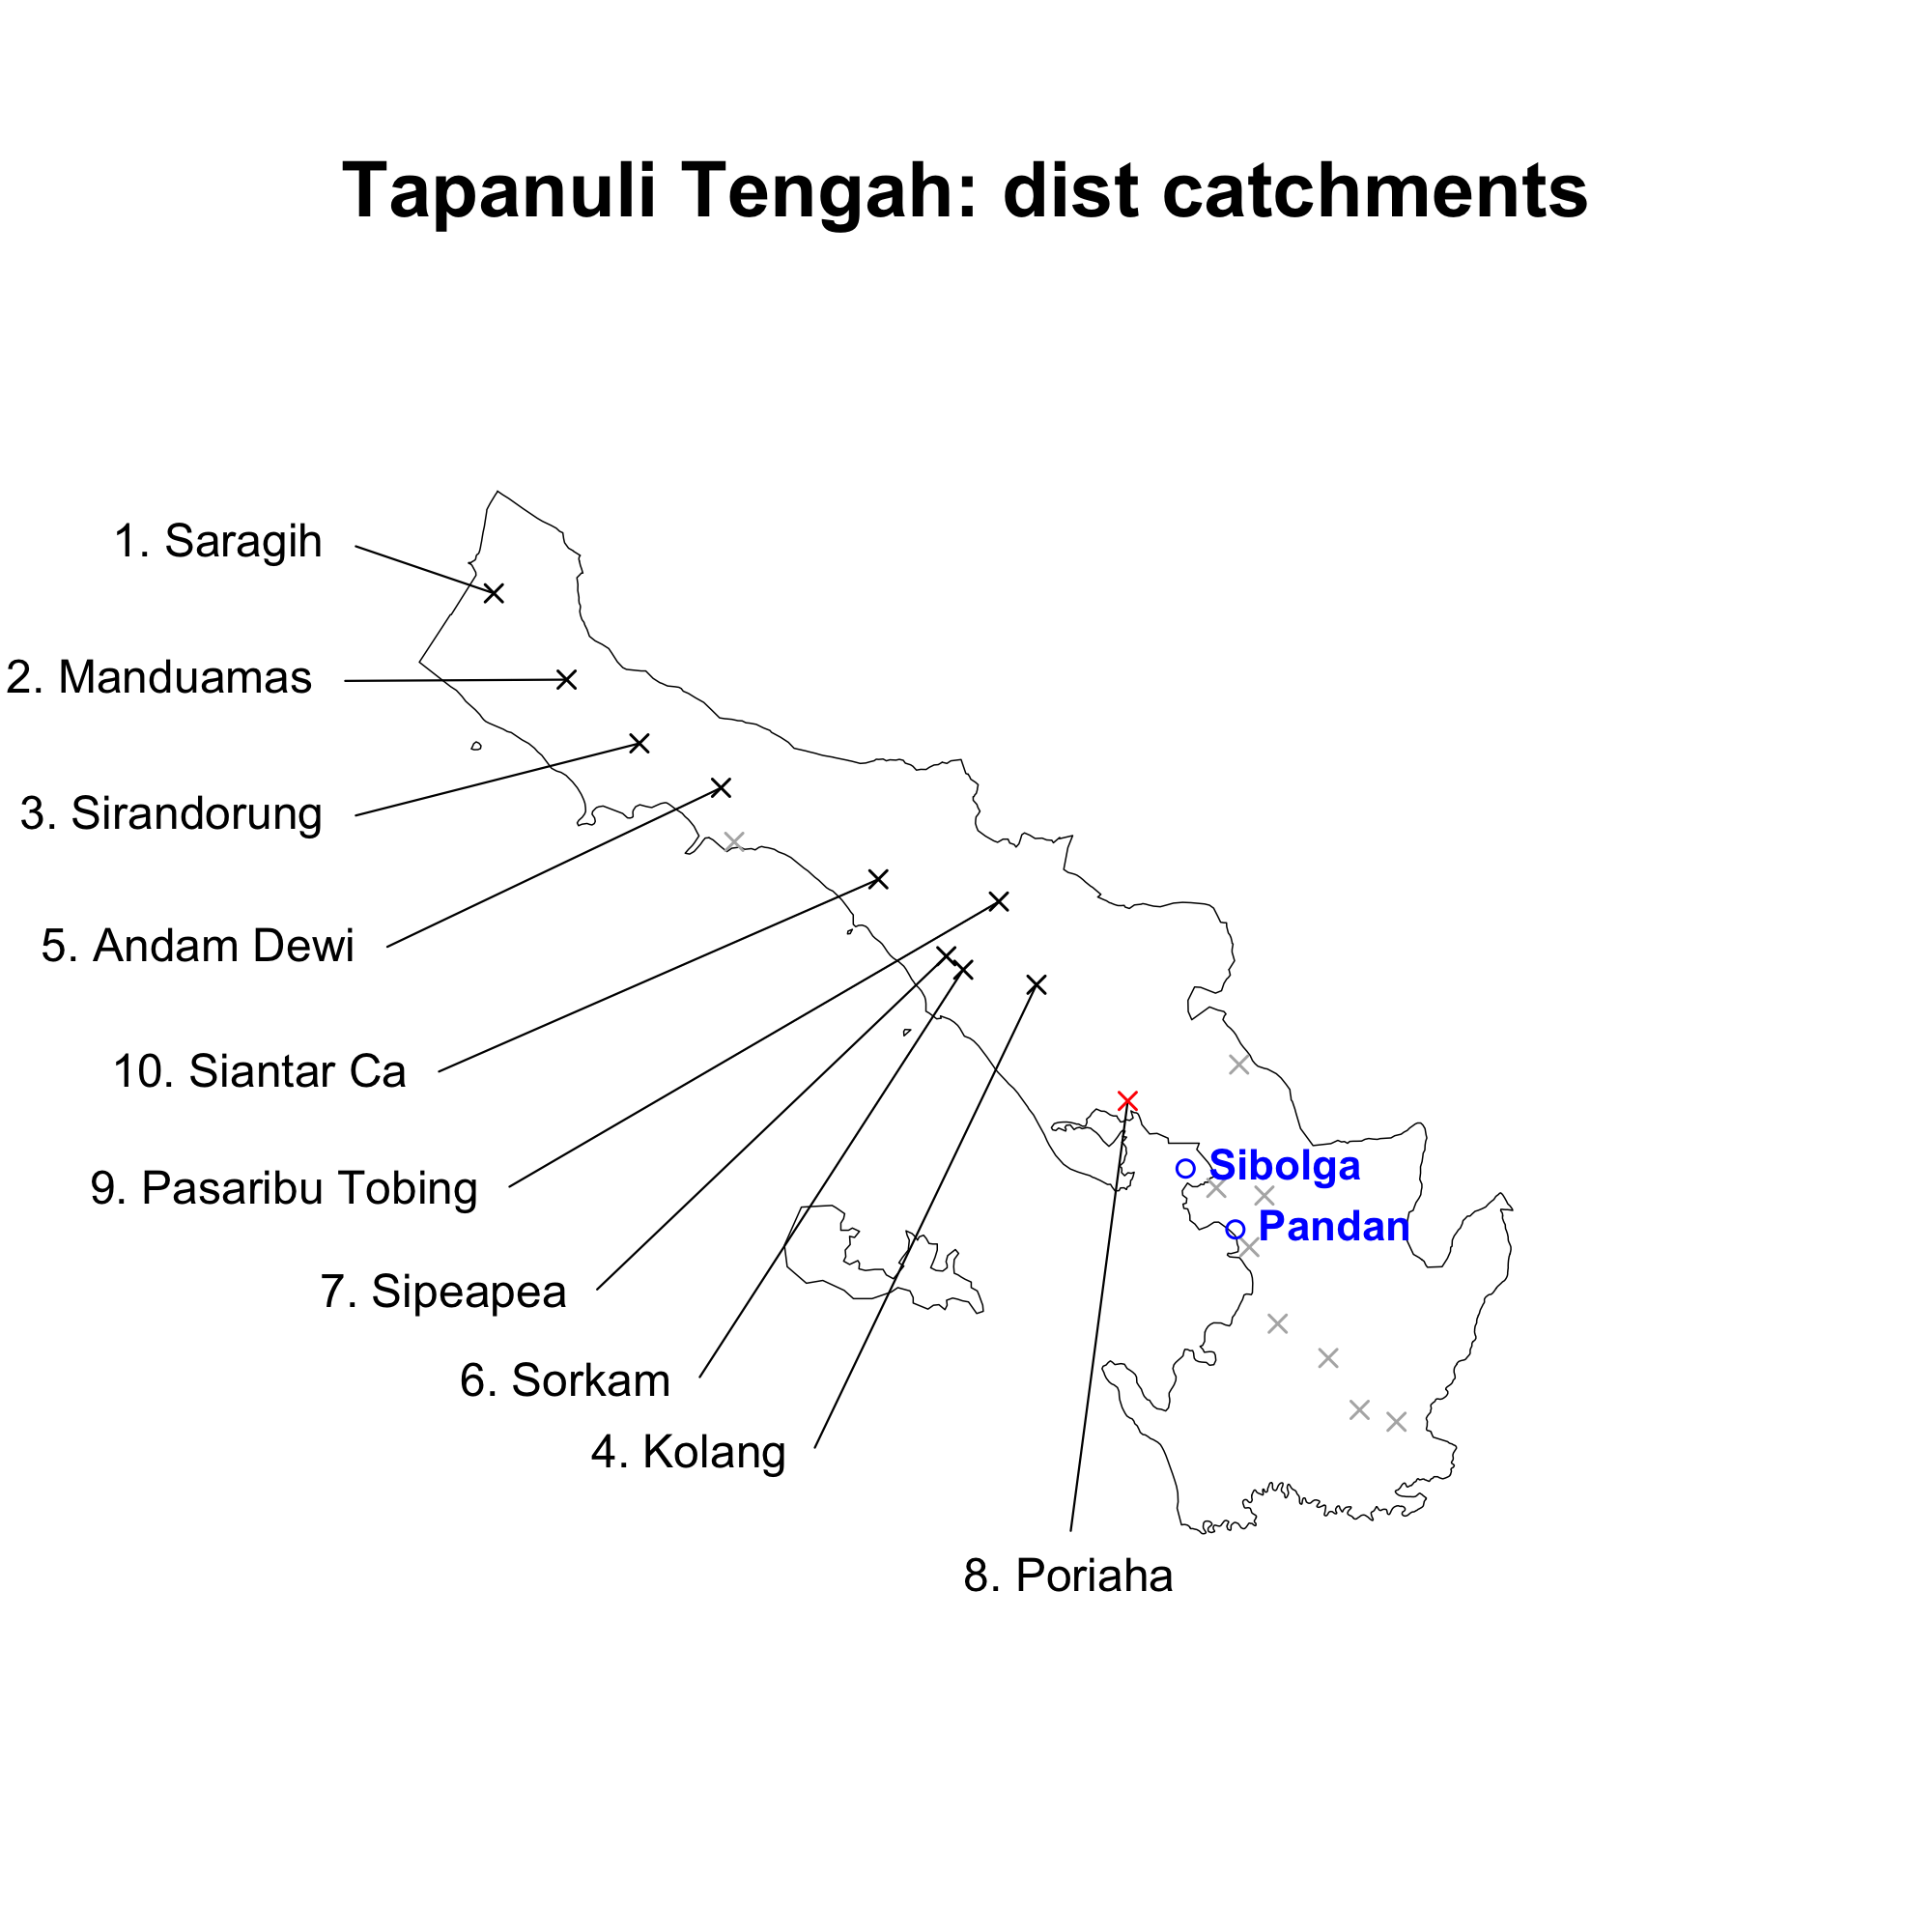 Tapanuli Tengah: dist catchments
1. Saragih
2. Manduamas
3. Sirandorung
5. Andam Dewi
10. Siantar Ca
9. Pasaribu Tobing
Sibolga
Pandan
7. Sipeapea
6. Sorkam
4. Kolang
8. Poriaha